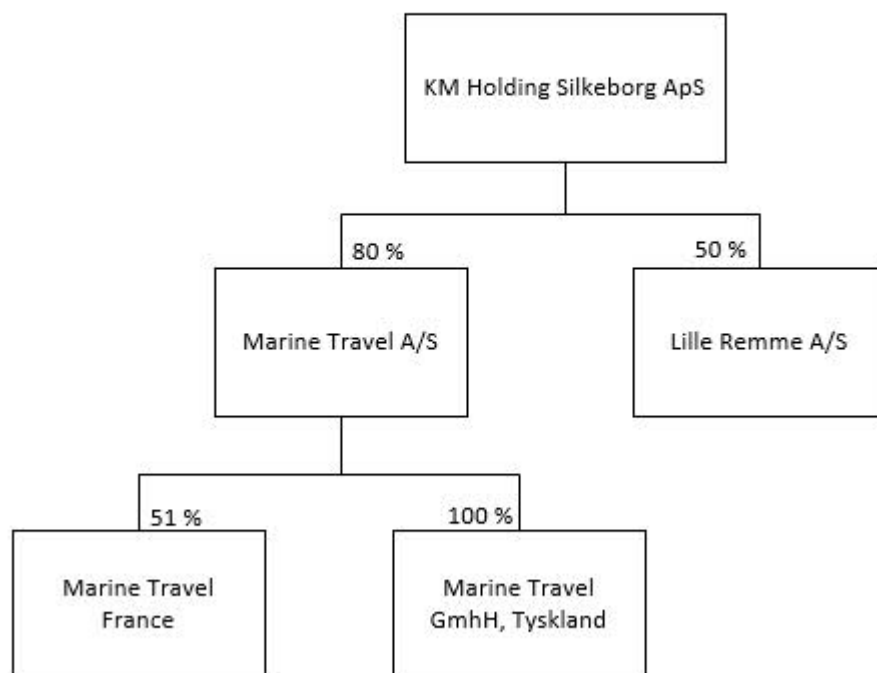 KM Holding Silkeborg ApS
80 %
50 %
Marine Travel A/S
Lille Remme A/S
51 %
100 %
Marine Travel
France
Marine Travel
GmhH, Tyskland